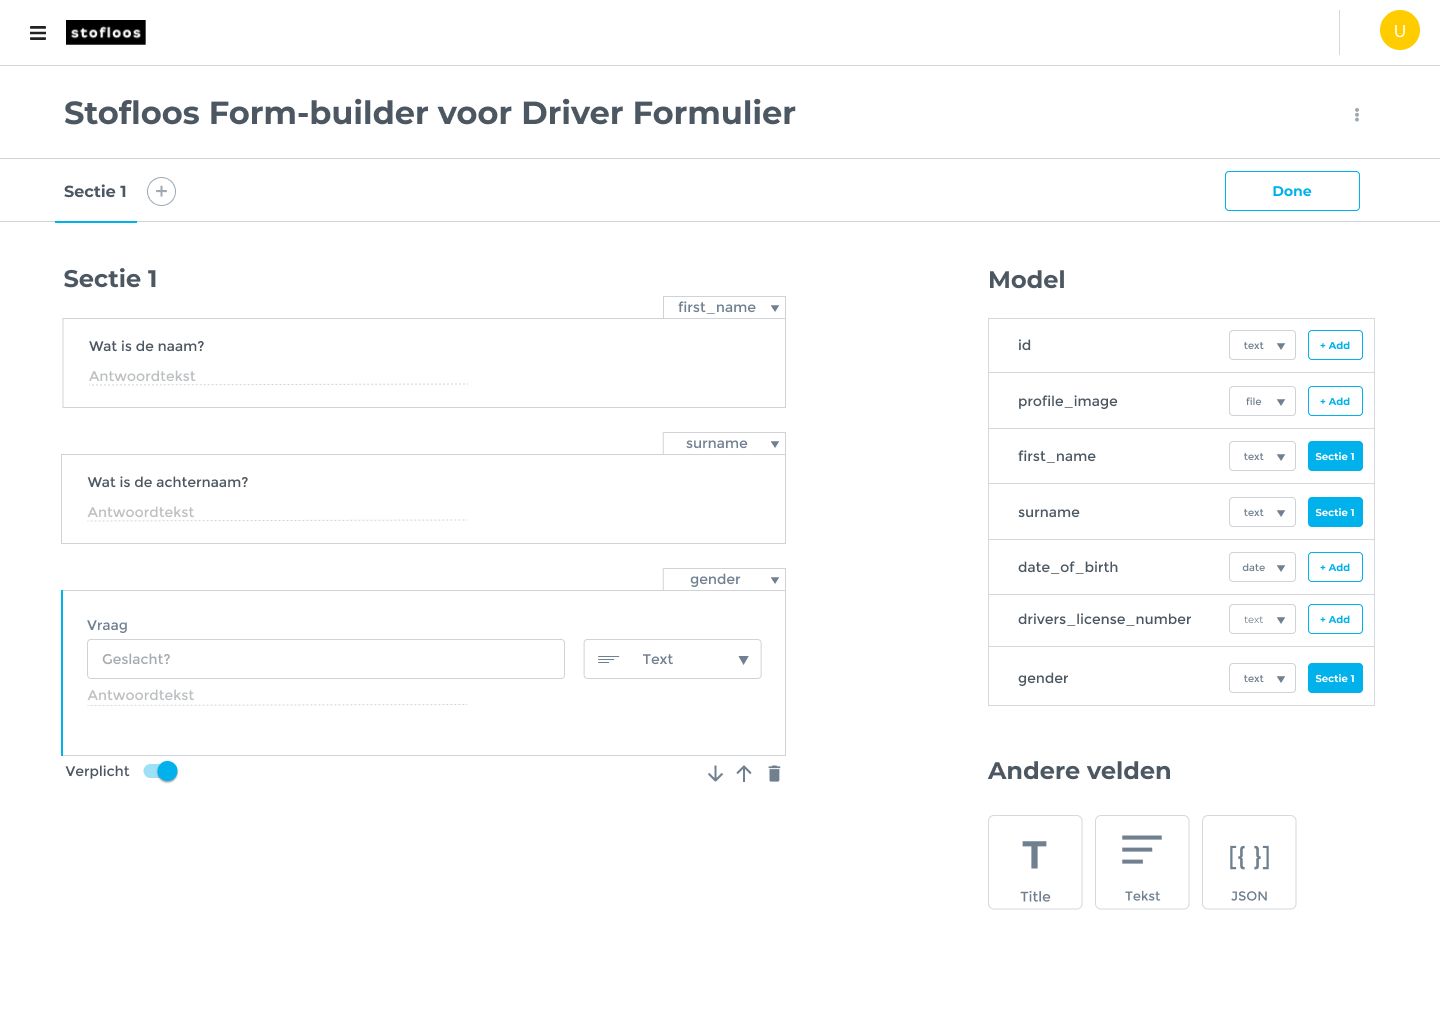 stofloos
U
Stofloos Form-builder voor Driver Formulier
Sectie 1
+
Done
Sectie 1
first_name
Wat is de naam?
Antwoordtekst
surname
Wat is de achternaam?
Antwoordtekst
gender
Vraag
Geslacht?
Text
Antwoordtekst
Verplicht
Model
id text + Add
profile_image file + Add
first_name text Sectie 1
surname text Sectie 1
date_of_birth date + Add
drivers_license_number text + Add
gender text Sectie 1
Andere velden
T
Title
Tekst
[{ }]
JSON